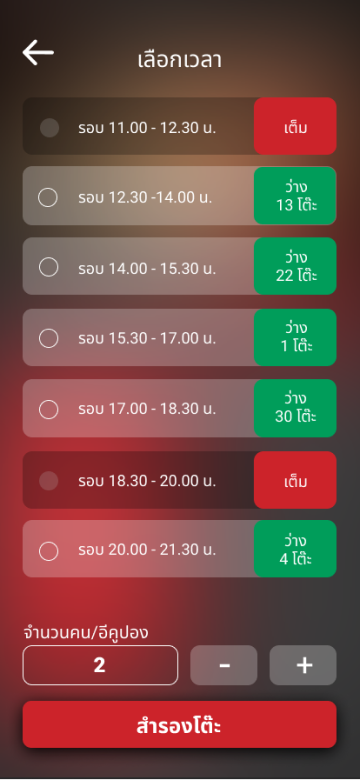 เลือกเวลา
รอบ 11.00 - 12.30 น.
เต็ม
รอบ 12.30 -14.00 น.
ว่าง
13 โต๊ะ
รอบ 14.00 - 15.30 น.
ว่าง
22 โต๊ะ
รอบ 15.30 - 17.00 น.
ว่าง
1 โต๊ะ
รอบ 17.00 - 18.30 น.
ว่าง
30 โต๊ะ
รอบ 18.30 - 20.00 น.
เต็ม
รอบ 20.00 - 21.30 น.
ว่าง
4 โต๊ะ
จำนวนคน/อีคูปอง
2 - +
สำรองโต๊ะ